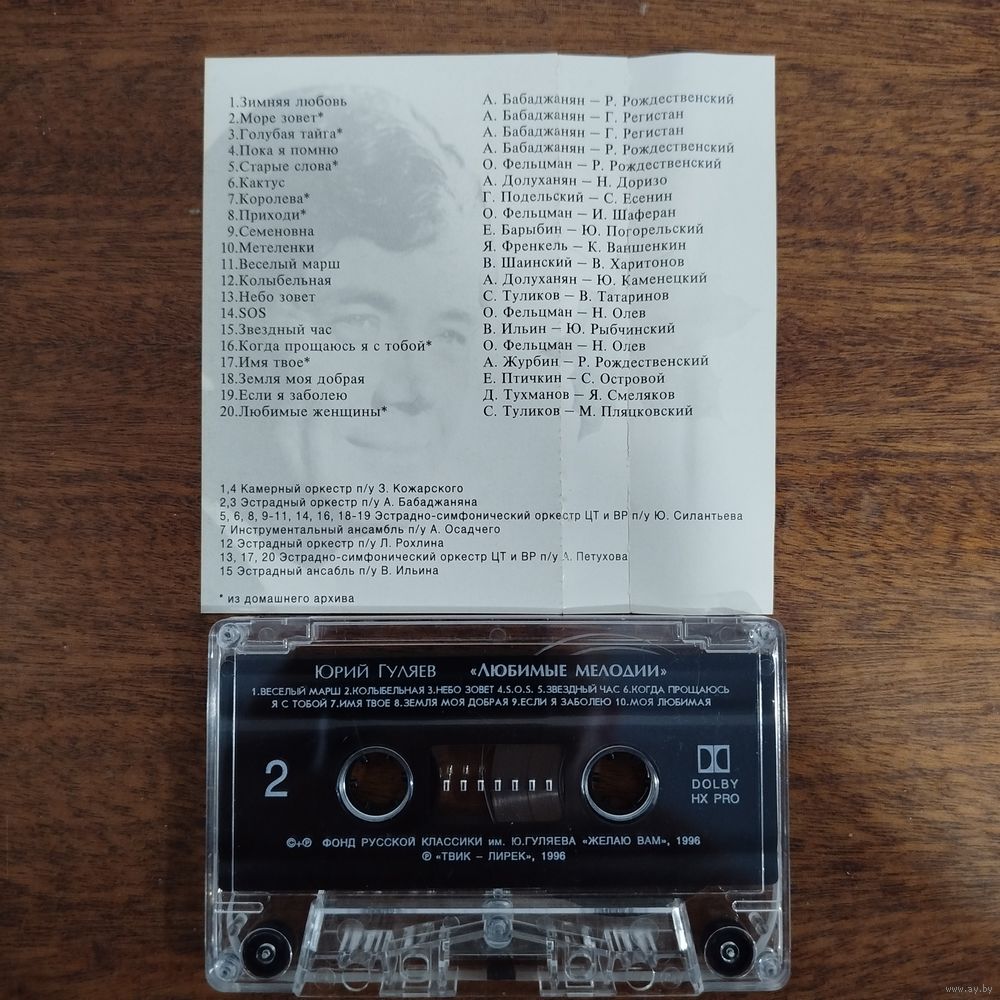 1.Зимняя любовь А. Бабаджанян – Р. Рождественский
2.Море зовет* А. Бабаджанян – Г. Регистан
3.Голубая тайга* А. Бабаджанян – Г. Регистан
4.Пока я помню А. Бабаджанян – Р. Рождественский
5.Старые слова* О. Фельцман – Р. Рождественский
6.Кактус А. Долуханян – Н. Доризо
7.Королева* Г. Подельский – С. Есенин
8.Приходи* О. Фельцман – И. Шаферан
9.Семеновна Е. Барыбин – Ю. Погорельский
10.Метеленки Я. Френкель – К. Ваншенкин
11.Веселый марш В. Шаинский – В. Харитонов
12.Колыбельная А. Долуханян – Ю. Каменецкий
13.Небо зовет С. Туликов – В. Татаринов
14.SOS О. Фельцман – Н. Олев
15.Звездный час В. Ильин – Ю. Рыбчинский
16.Когда прощаюсь я с тобой* О. Фельцман – Н. Олев
17.Имя твое* А. Журбин – Р. Рождественский
18.Земля моя добрая Е. Птичкин – С. Островой
19.Если я заболею Д. Тухманов – Я. Смеляков
20.Любимые женщины* С. Туликов – М. Пляцковский
1,4 Камерный оркестр п/у З. Кожарского
2,3 Эстрадный оркестр п/у А. Бабаджаняна
5, 6, 8, 9-11, 14, 16, 18-19 Эстрадно-симфонический оркестр ЦТ и ВР п/у Ю. Силантьева
7 Инструментальный ансамбль п/у А. Осадчего
12 Эстрадный оркестр п/у Л. Рохлина
13, 17, 20 Эстрадно-симфонический оркестр ЦТ и ВР п/у А. Петухова
15 Эстрадный ансабль п/у В. Ильина
* из домашнего архива
ЮРИЙ ГУЛЯЕВ «ЛЮБИМЫЕ МЕЛОДИИ»
1.ВЕСЕЛЫЙ МАРШ 2.КОЛЫБЕЛЬНАЯ 3.НЕБО ЗОВЕТ 4.S.O.S. 5.ЗВЕЗДНЫЙ ЧАС 6.КОГДА ПРОЩАЮСЬ
Я С ТОБОЙ 7.ИМЯ ТВОЕ 8.ЗЕМЛЯ МОЯ ДОБРАЯ 9.ЕСЛИ Я ЗАБОЛЕЮ 10.МОЯ ЛЮБИМАЯ
2
DOLBY
HX PRO
©+℗ ФОНД РУССКОЙ КЛАССИКИ им. Ю.ГУЛЯЕВА «ЖЕЛАЮ ВАМ», 1996
℗ «ТВИК – ЛИРЕК», 1996
www.ay.by